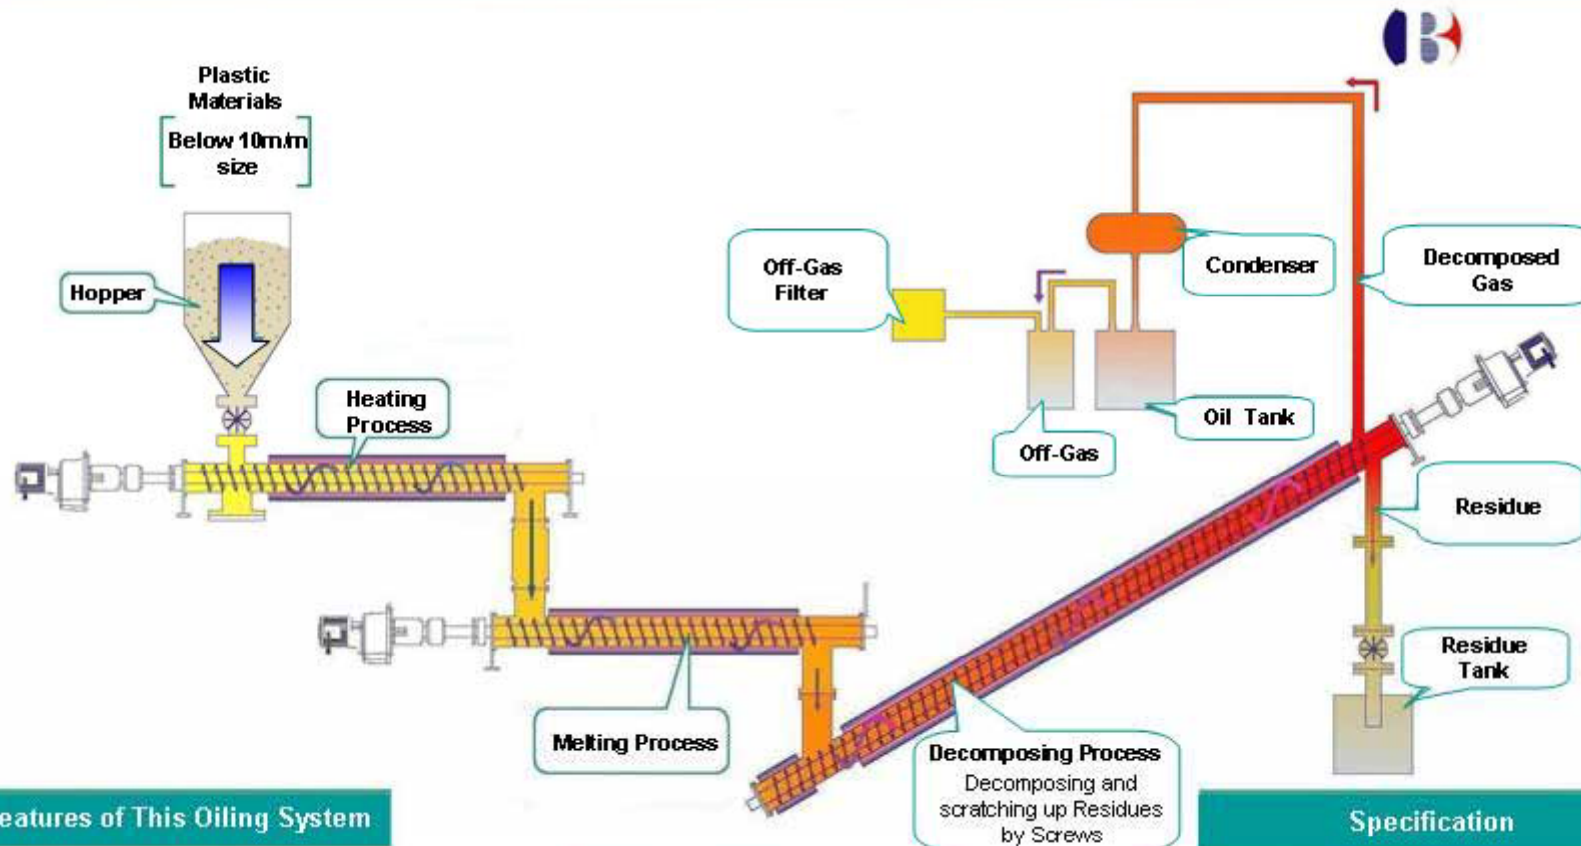 Plastic
Materials
Below 10m/m
size
Hopper
Heating
Process
Melting Process
Decomposing Process
Decomposing and
scratching up Residues
by Screws
Off-Gas
Filter
Off-Gas
Oil Tank
Condenser
Decomposed
Gas
Residue
Residue
Tank
eatures of This Oiling System
Specification